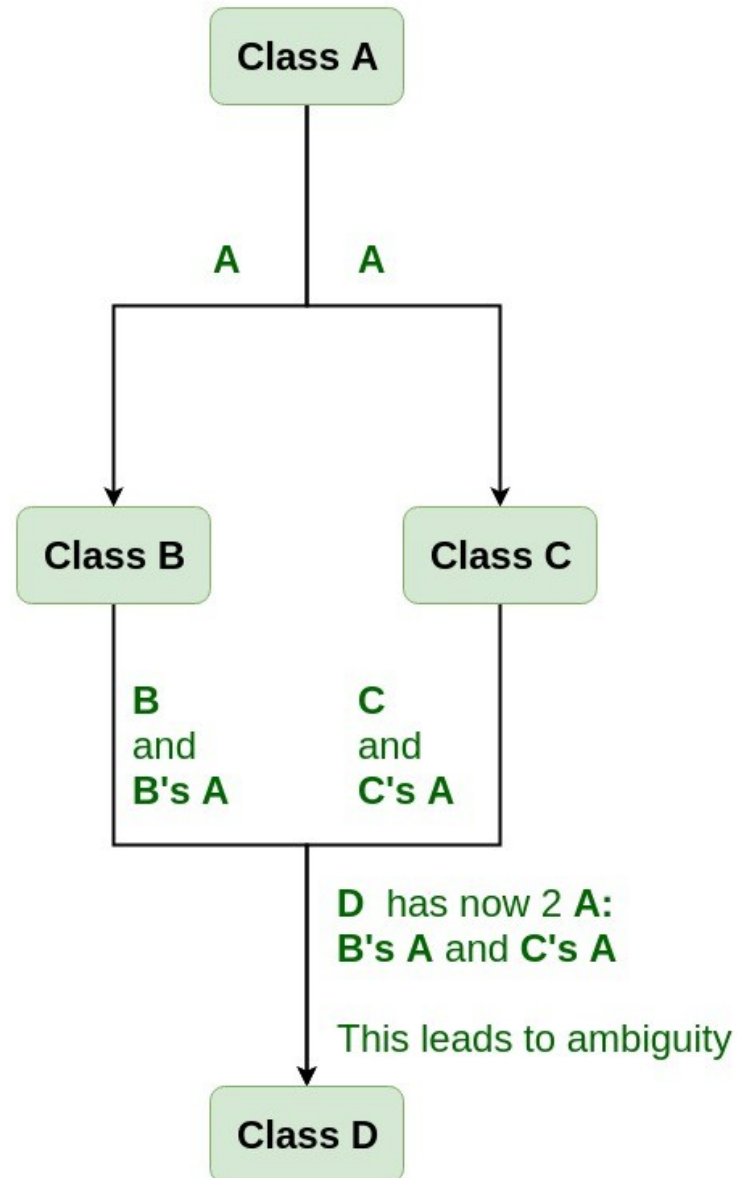 Class A
A
A
Class B
Class C
B
and
B's A
C
and
C's A
D has now 2 A:
B's A and C's A
This leads to ambiguity
Class D